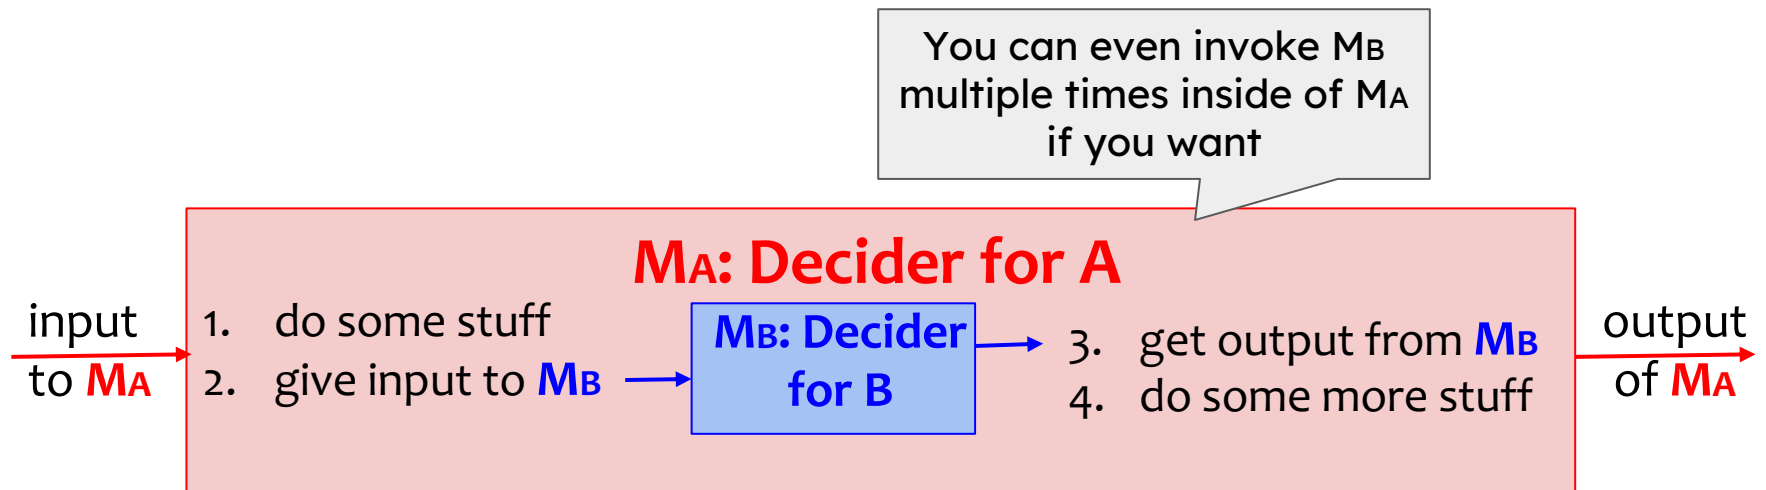 You can even invoke MB
multiple times inside of MA
if you want
MA: Decider for A
input
to MA
1. do some stuff
2. give input to MB
MB: Decider
for B
3. get output from MB
4. do some more stuff
output
of MA